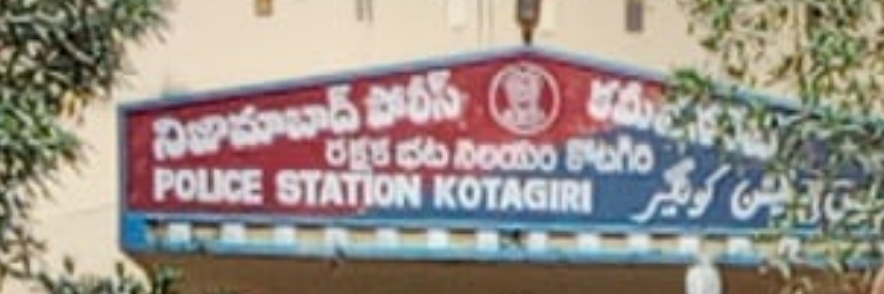 నిజామాబాద్ పోలీస్
రక్షక భట నిలయం కోటగిరి
POLICE STATION KOTAGIRI کوٹگیر